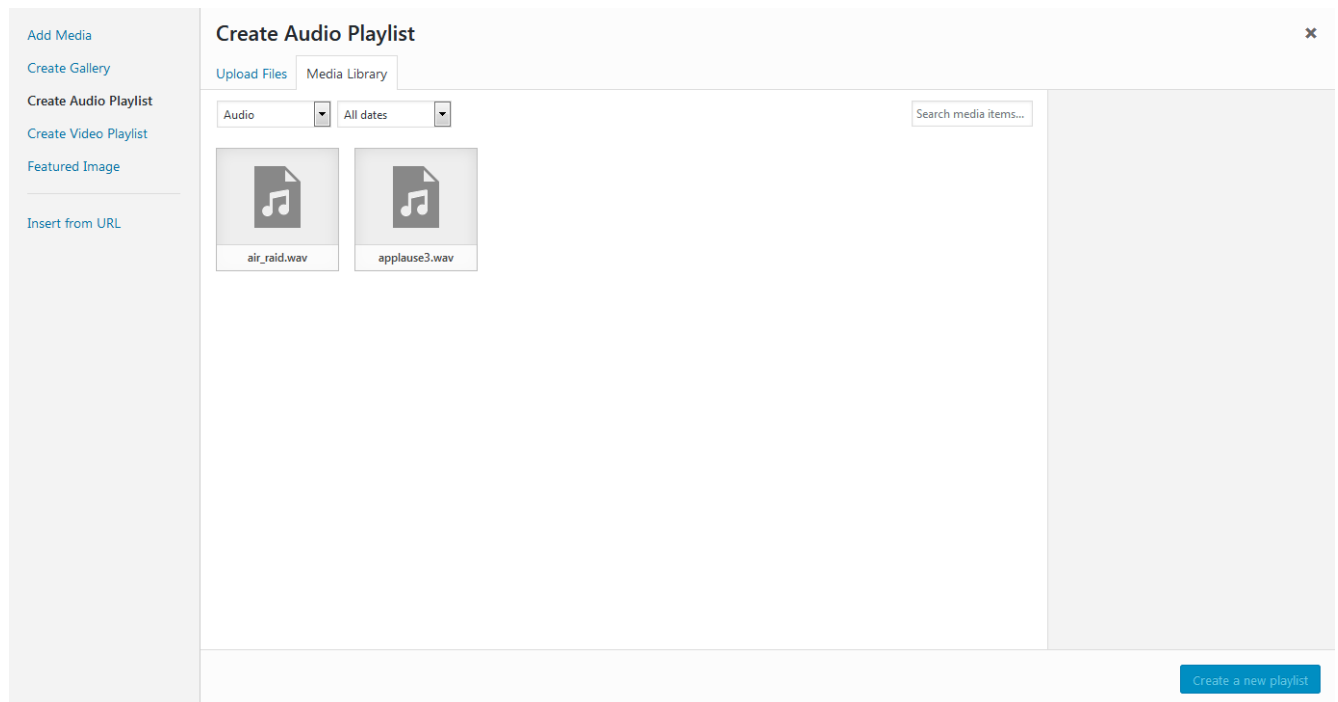 Add Media
Create Gallery
Create Audio Playlist
Create Video Playlist
Featured Image
Insert from URL
Create Audio Playlist
Upload Files
Media Library
Audio
All dates
Search media items...
air_raid.wav
applause3.wav
Create a new playlist